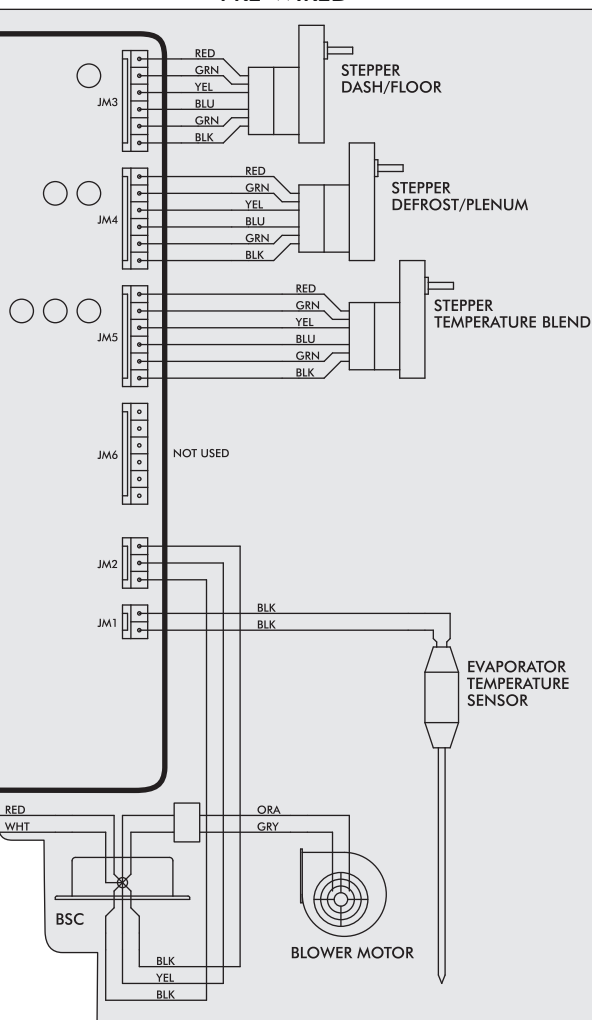 RED
GRN
YEL
BLU
GRN
BLK
JM3
STEPPER
DASH/FLOOR
RED
GRN
YEL
BLU
GRN
BLK
JM4
STEPPER
DEFROST/PLENUM
RED
GRN
YEL
BLU
GRN
BLK
JM5
STEPPER
TEMPERATURE BLEND
JM6
NOT USED
JM2
JM1
BLK
BLK
EVAPORATOR
TEMPERATURE
SENSOR
RED
WHT
ORA
GRY
BSC
BLOWER MOTOR
BLK
YEL
BLK